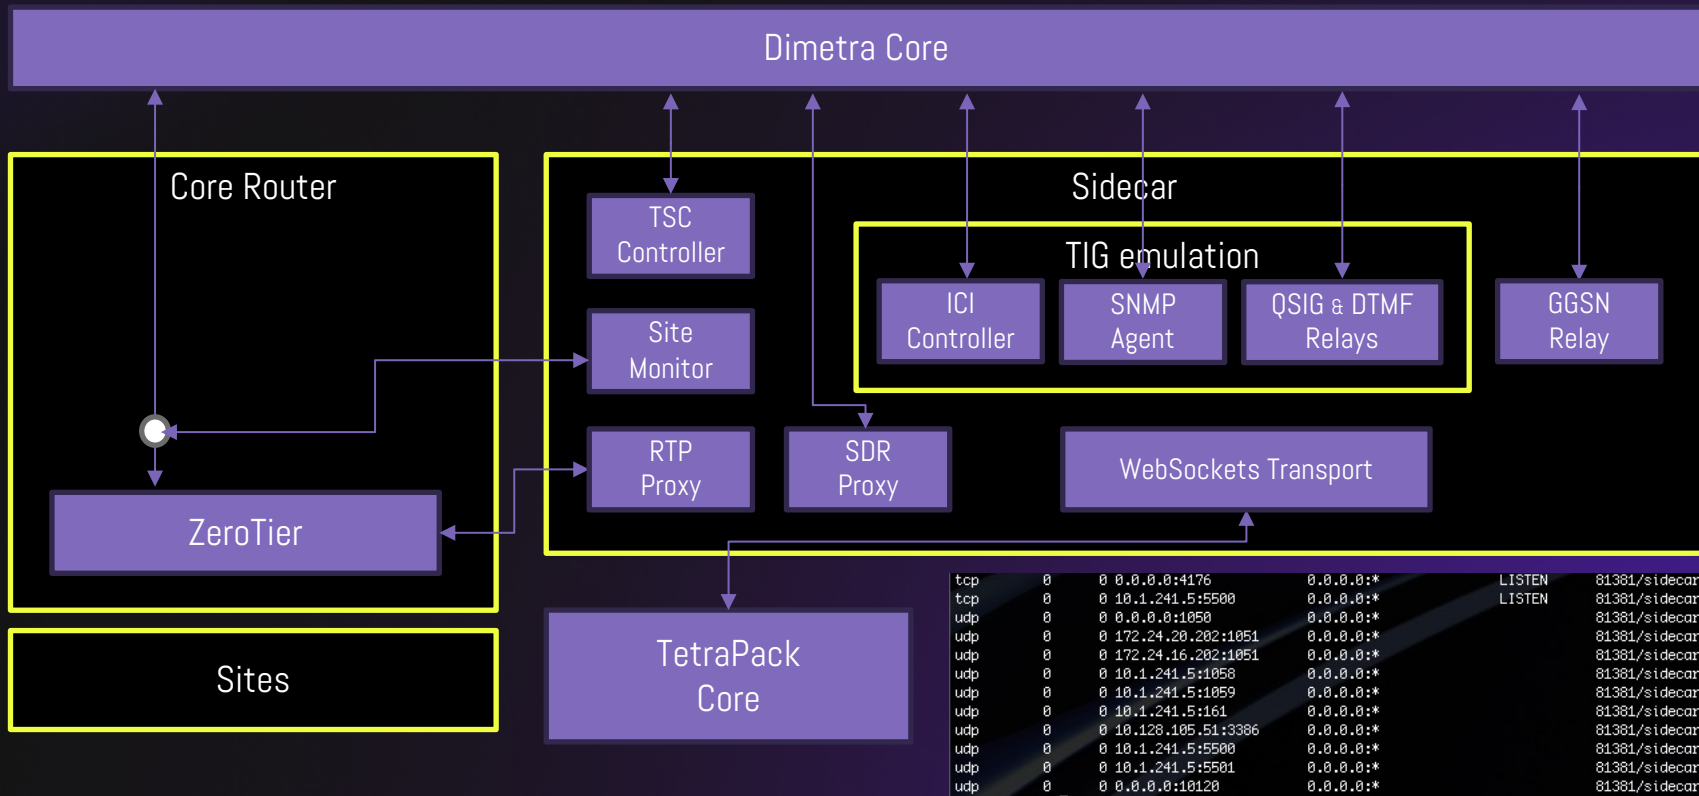 Dimetra Core
Core Router
Sidecar
TSC
Controller
TIG emulation
ICI
Controller
SNMP
Agent
QSIG & DTMF
Relays
GGSN
Relay
Site
Monitor
RTP
Proxy
SDR
Proxy
WebSockets Transport
ZeroTier
Sites
TetraPack
Core
tcp 0 0 0.0.0.0:4176 0.0.0.0:* LISTEN 81381/sidecar
tcp 0 0 10.1.241.5:5500 0.0.0.0:* LISTEN 81381/sidecar
udp 0 0 0.0.0.0:1050 0.0.0.0:* 81381/sidecar
udp 0 0 172.24.20.202:1051 0.0.0.0:* 81381/sidecar
udp 0 0 172.24.16.202:1051 0.0.0.0:* 81381/sidecar
udp 0 0 10.1.241.5:1058 0.0.0.0:* 81381/sidecar
udp 0 0 10.1.241.5:1059 0.0.0.0:* 81381/sidecar
udp 0 0 10.1.241.5:161 0.0.0.0:* 81381/sidecar
udp 0 0 10.128.105.51:3386 0.0.0.0:* 81381/sidecar
udp 0 0 10.1.241.5:5500 0.0.0.0:* 81381/sidecar
udp 0 0 10.1.241.5:5501 0.0.0.0:* 81381/sidecar
udp 0 0 0.0.0.0:10120 0.0.0.0:* 81381/sidecar